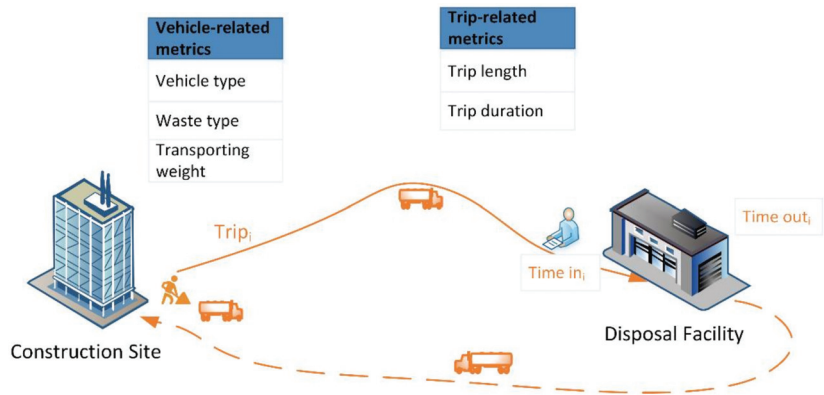 Vehicle-related
metrics
Vehicle type
Waste type
Transporting
weight
Trip-related
metrics
Trip length
Trip duration
Tripi
Time outi
Time ini
Disposal Facility
Construction Site